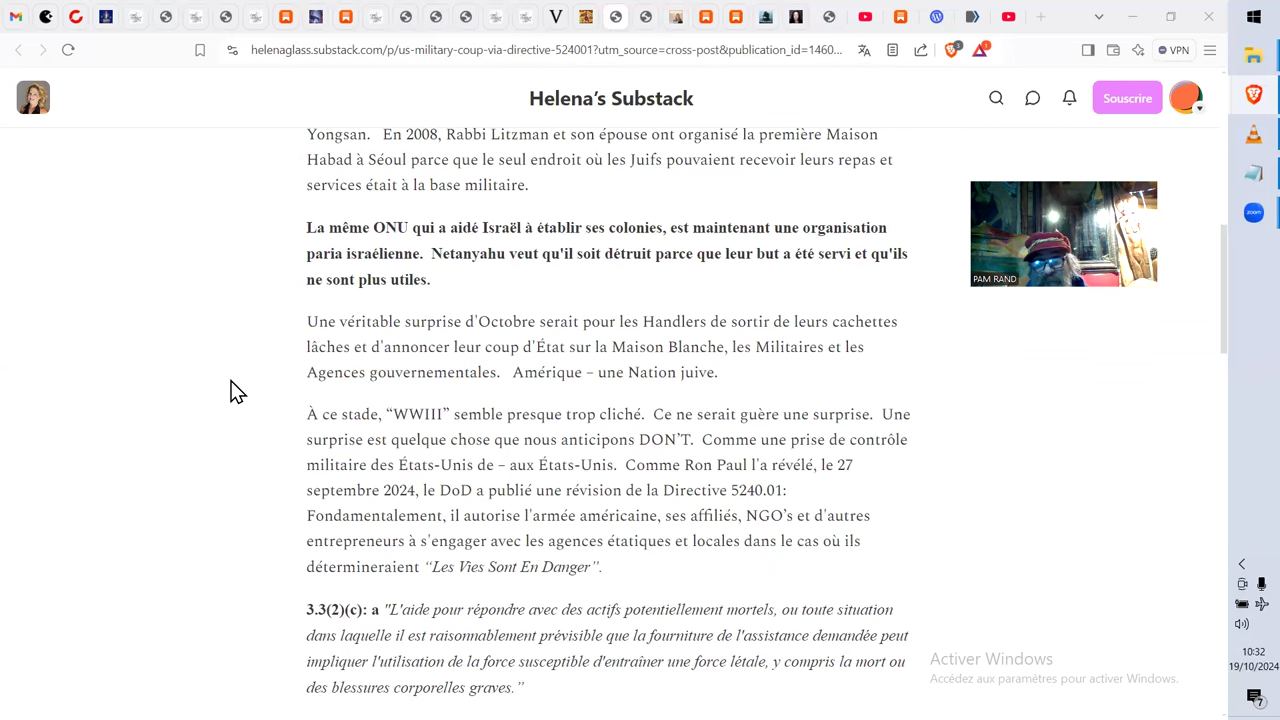 helenaglass.substack.com/p/us-military-coup-via-directive-524001?utm_source=cross-post&publication_id=1460...
VPN
Helena's Substack
Souscrire
Yongsan. En 2008, Rabbi Litzman et son épouse ont organisé la première Maison
Habad à Séoul parce que le seul endroit où les Juifs pouvaient recevoir leurs repas et
services était à la base militaire.
La même ONU qui a aidé Israël à établir ses colonies, est maintenant une organisation
paria israélienne. Netanyahu veut qu'il soit détruit parce que leur but a été servi et qu'ils
ne sont plus utiles.
Une véritable surprise d'Octobre serait pour les Handlers de sortir de leurs cachettes
lâches et d'annoncer leur coup d'État sur la Maison Blanche, les Militaires et les
Agences gouvernementales. Amérique – une Nation juive.
À ce stade, “WWIII” semble presque trop cliché. Ce ne serait guère une surprise. Une
surprise est quelque chose que nous anticipons DON’T. Comme une prise de contrôle
militaire des États-Unis de – aux États-Unis. Comme Ron Paul l'a révélé, le 27
septembre 2024, le DoD a publié une révision de la Directive 5240.01:
Fondamentalement, il autorise l'armée américaine, ses affiliés, NGO’s et d'autres
entrepreneurs à s'engager avec les agences étatiques et locales dans le cas où ils
détermineraient “Les Vies Sont En Danger”.
3.3(2)(c): a "L'aide pour répondre avec des actifs potentiellement mortels, ou toute situation
dans laquelle il est raisonnablement prévisible que la fourniture de l'assistance demandée peut
impliquer l'utilisation de la force susceptible d'entraîner une force létale, y compris la mort ou
des blessures corporelles graves.”
PAM RAND
Activer Windows
Accédez aux paramètres pour activer Windows.
zoom
10:32
19/10/2024
7